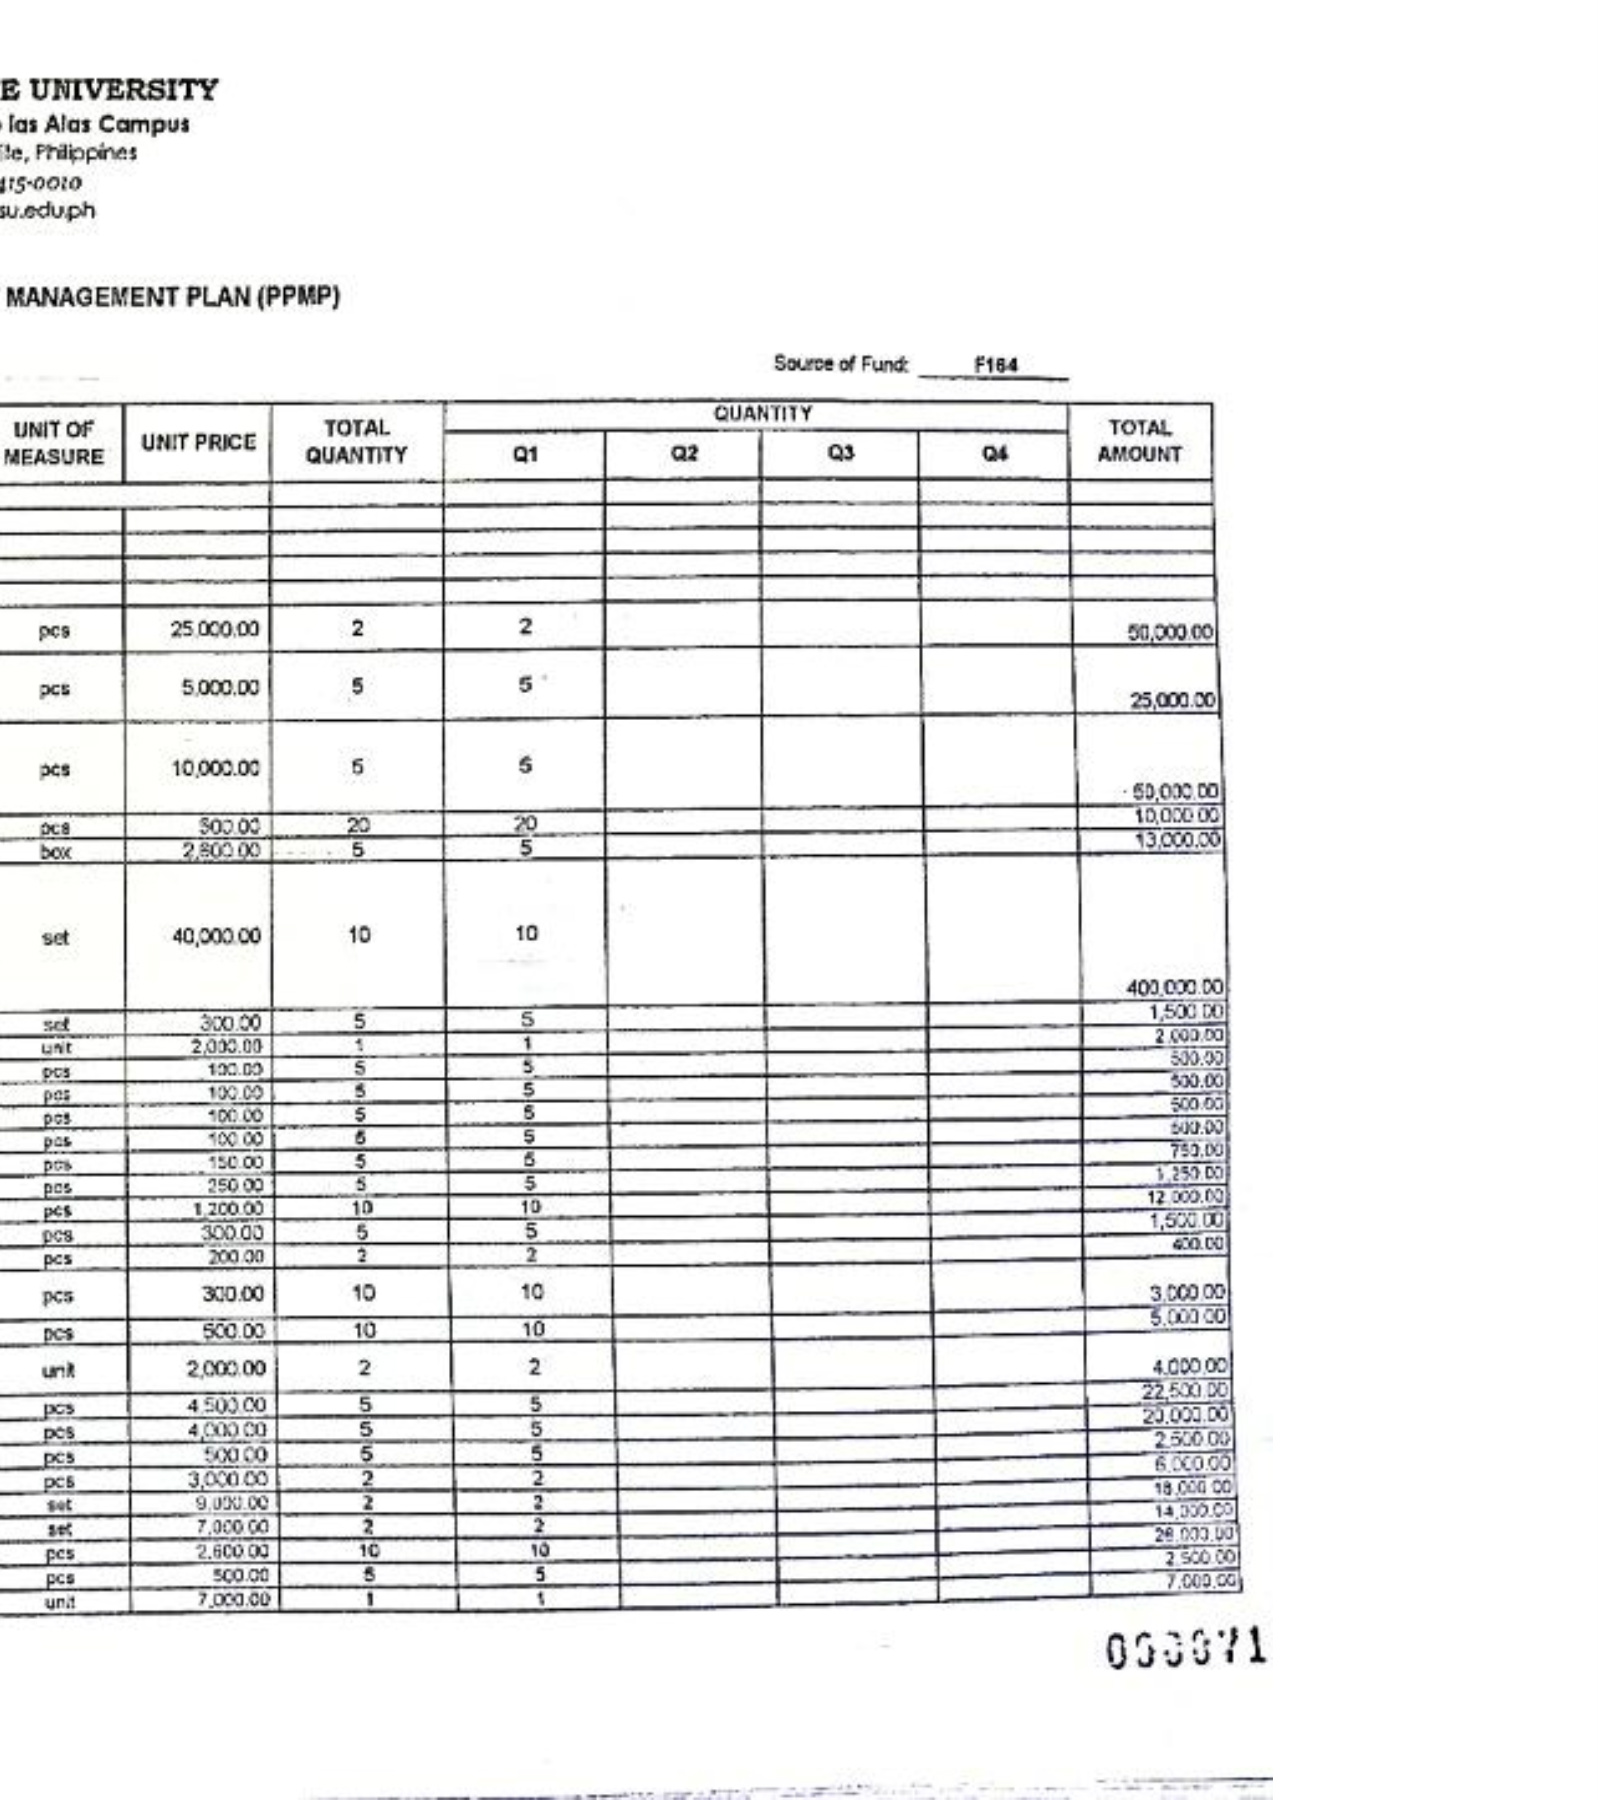 E UNIVERSITY
las Alas Campus
Philippines
415-0010
su.edu.ph
MANAGEMENT PLAN (PPMP)
Source of Fund: F164
UNIT OF MEASURE UNIT PRICE TOTAL QUANTITY QUANTITY TOTAL AMOUNT
Q1 Q2 Q3 Q4
pcs 25,000.00 2 2 50,000.00
pcs 5,000.00 5 5 25,000.00
pcs 10,000.00 5 5 50,000.00
pcs 500.00 20 20 10,000.00
box 5 5 13,000.00
set 40,000.00 10 10 400,000.00
set 300.00 5 5 1,500.00
unit 2,000.00 1 1 2,000.00
pcs 100.00 5 5 500.00
pcs 100.00 5 5 500.00
pcs 100.00 5 5 500.00
pcs 100.00 5 5 500.00
pcs 150.00 5 5 750.00
pcs 250.00 5 5 1,250.00
pcs 1,200.00 10 10 12,000.00
pcs 300.00 5 5 1,500.00
pcs 200.00 2 2 400.00
pcs 300.00 10 10 3,000.00
pcs 500.00 10 10 5,000.00
unit 2,000.00 2 2 4,000.00
pcs 4,500.00 5 5 22,500.00
pcs 4,000.00 5 5 20,000.00
pcs 500.00 5 5 2,500.00
pcs 3,000.00 2 2 6,000.00
set 9,000.00 2 2 18,000.00
set 7,000.00 2 2 14,000.00
pcs 2,600.00 10 10 26,000.00
pcs 500.00 5 5 2,500.00
unit 7,000.00 1 1 7,000.00